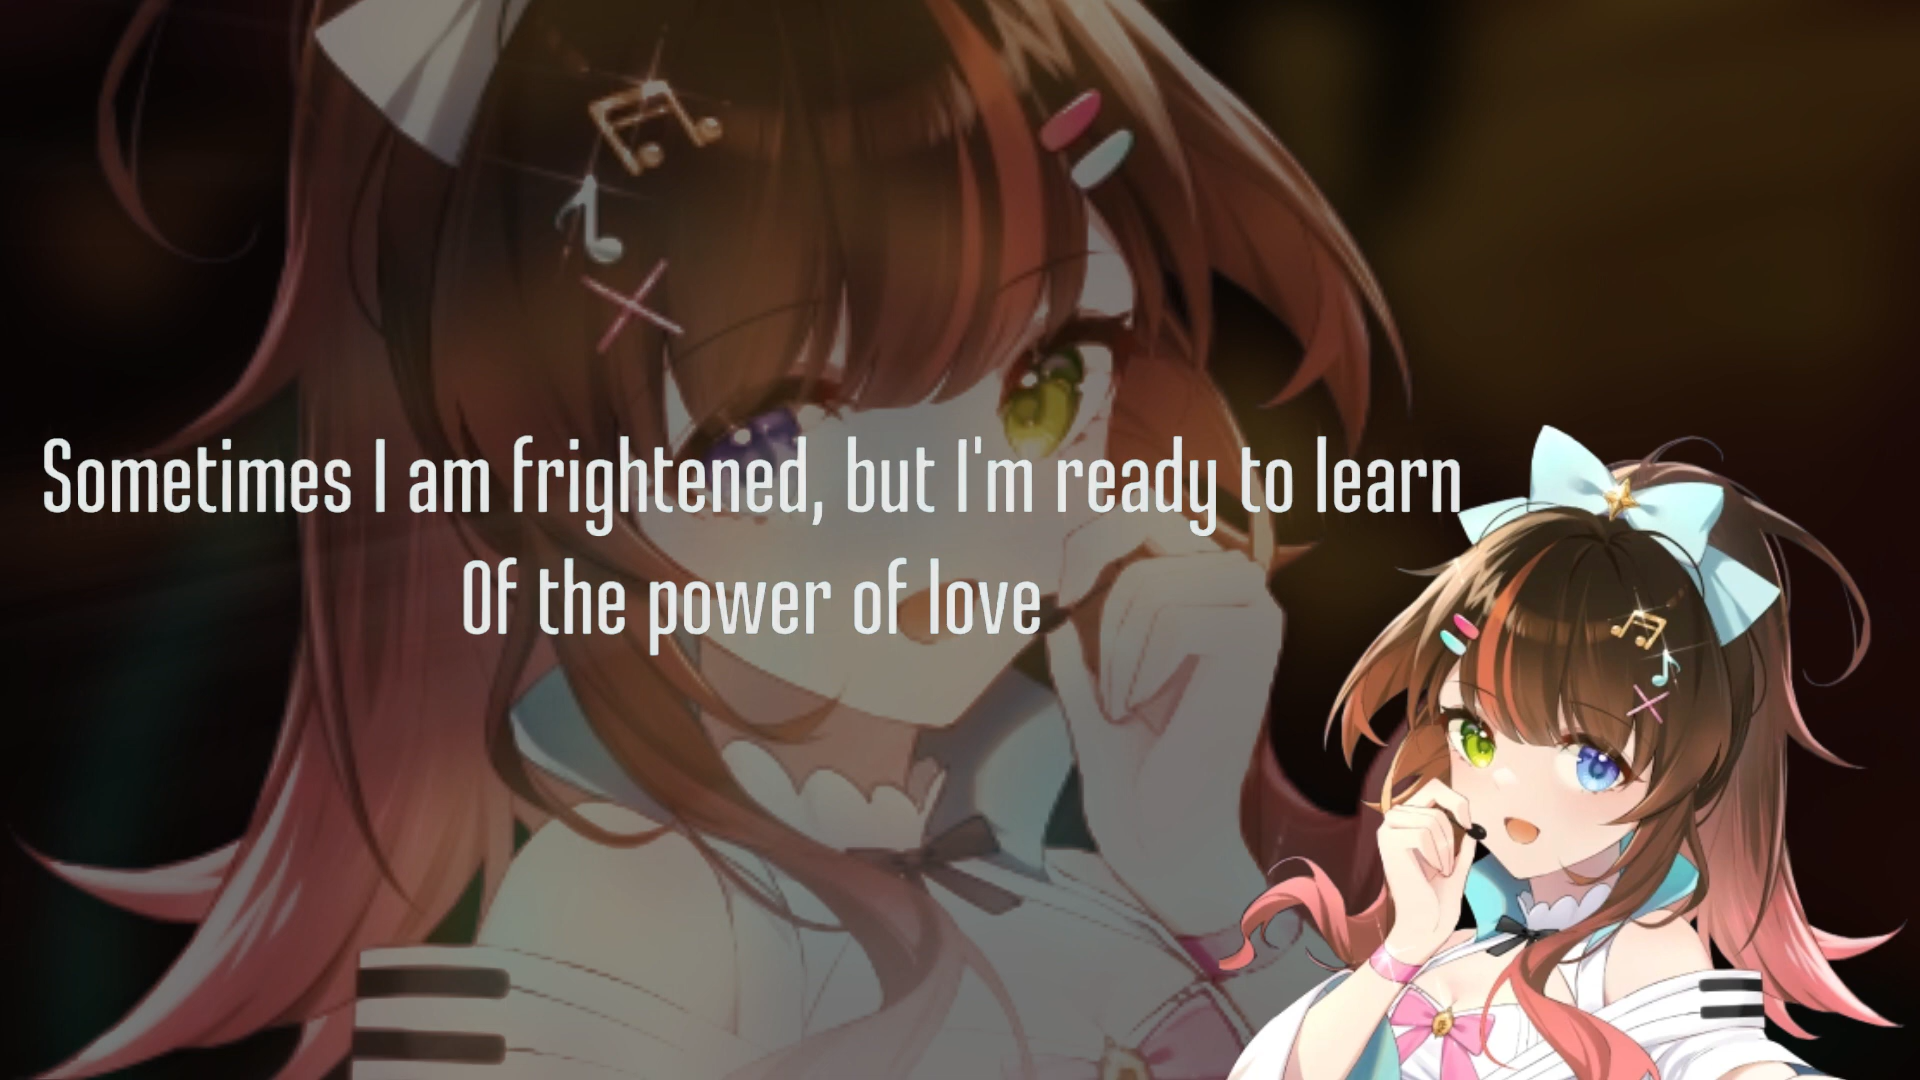 Sometimes I am frightened, but I'm ready to learn
Of the power of love